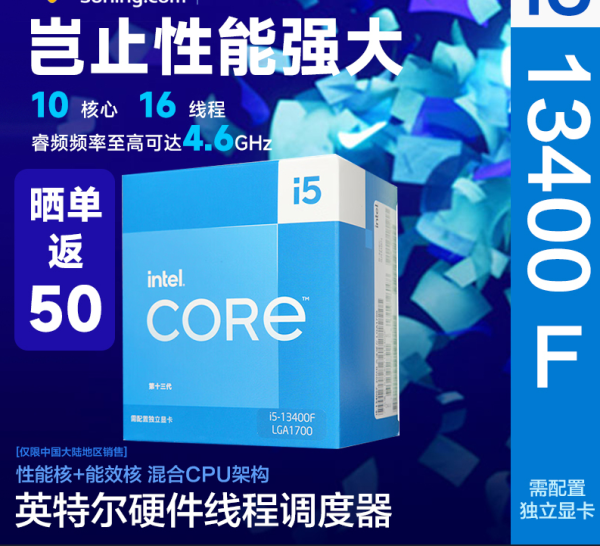 suning.com
岂止性能强大
10 核心 16 线程
睿频频率至高可达4.6GHz
晒单
返
50
i5
intel.
CORe™
第十三代
需配置独立显卡
i5-13400F
LGA1700
intel
[仅限中国大陆地区销售]
性能核+能效核 混合CPU架构
英特尔硬件线程调度器
13400 F
需配置
独立显卡